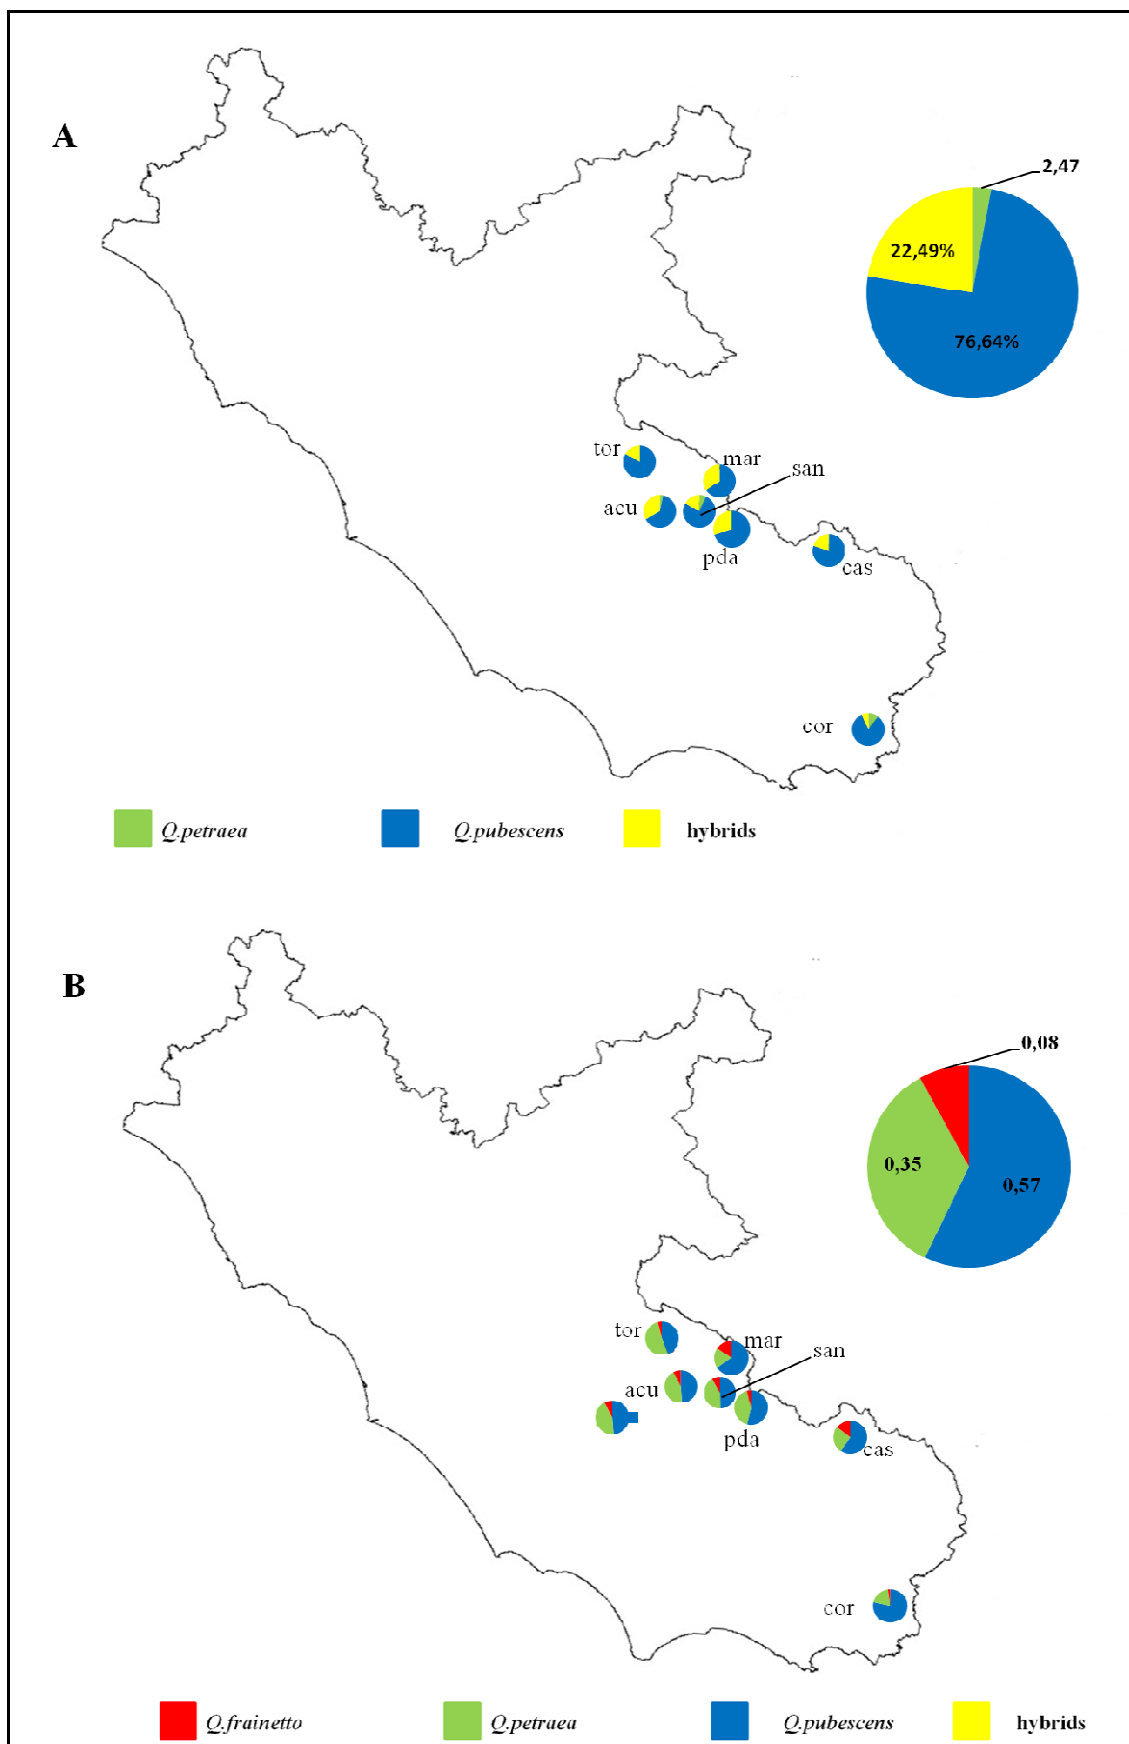 A
2,47
22,49%
76,64%
tor
mar
san
acu
pda
cas
cor
Q.petraea Q.pubescens hybrids
B
0,08
0,35
0,57
tor
mar
san
acu
pda
cas
cor
Q.frainetto Q.petraea Q.pubescens hybrids